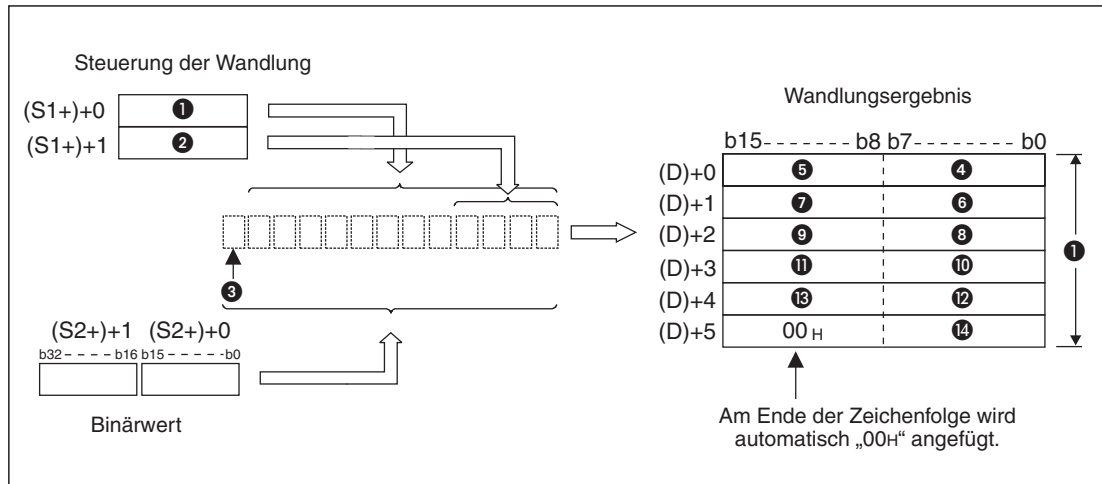 Steuerung der Wandlung
(S1+)+0 ❶
(S1+)+1 ❷
❸
(S2+)+1 (S2+)+0
b32 - - - - - b16 b15 - - - - - b0
Binärwert
Wandlungsergebnis
b15 - - - - - - - b8 b7 - - - - - - - b0
(D)+0 ❺ ❹
(D)+1 ❼ ❻
(D)+2 ❾ ❽
(D)+3 ⓫ ❿
(D)+4 ⓭ ⓬
(D)+5 00H ⓮
❶
Am Ende der Zeichenfolge wird
automatisch „00H“ angefügt.